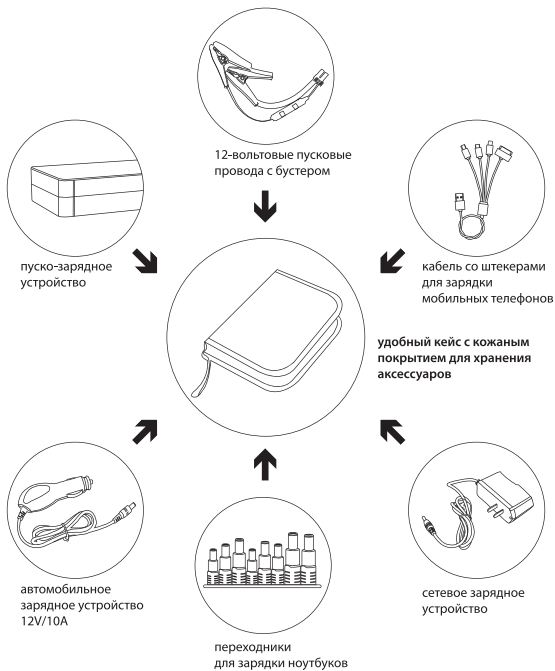 12-вольтовые пусковые
провода с бустером
пуско-зарядное
устройство
кабель со штекерами
для зарядки
мобильных телефонов
удобный кейс с кожаным
покрытием для хранения
аксессуаров
автомобильное
зарядное устройство
12V/10A
переходники
для зарядки ноутбуков
сетевое зарядное
устройство